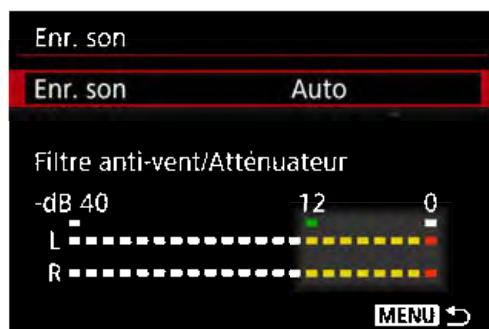 Enr. son
Enr. son Auto
Filtre anti-vent/Atténuateur
-dB 40 12 0
L
R
MENU